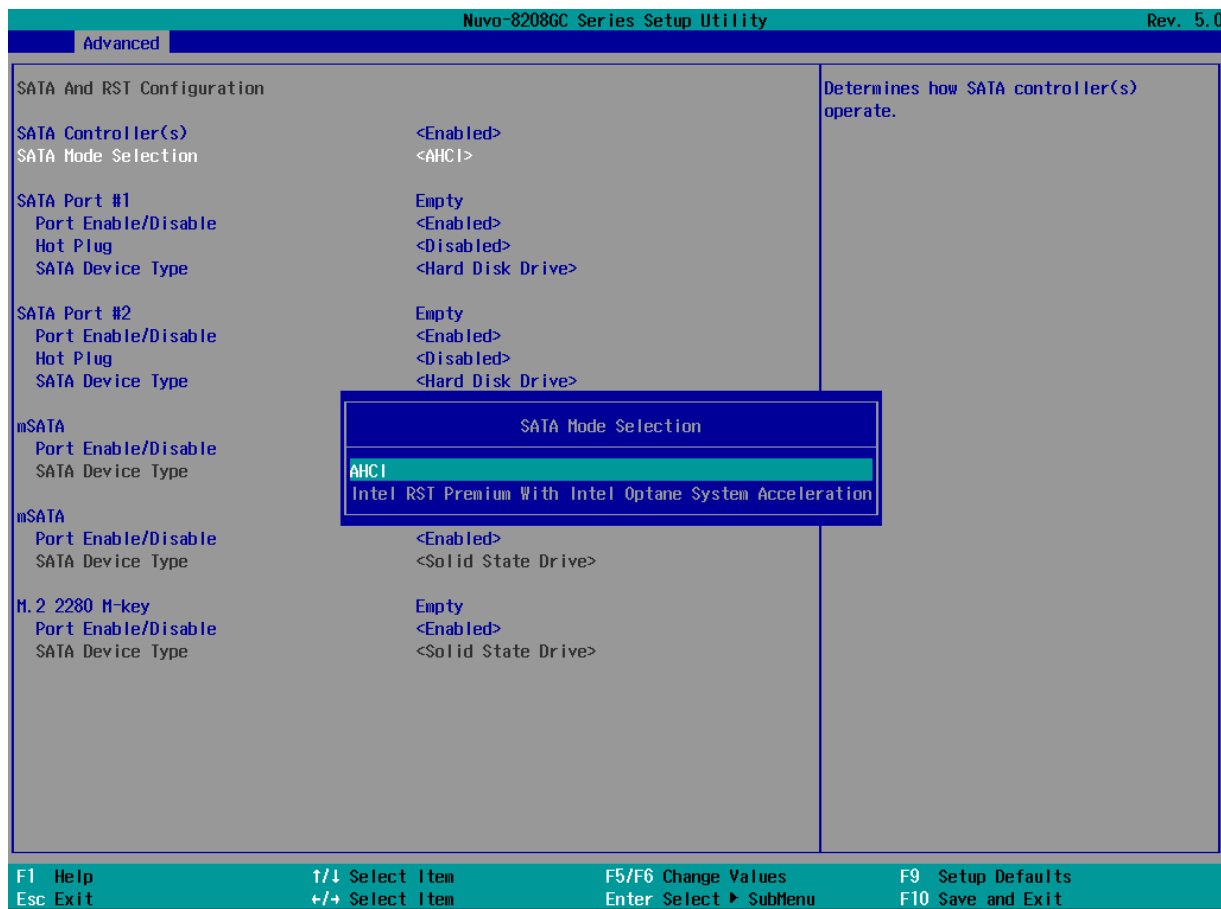 Nuvo-8208GC Series Setup Utility Rev. 5.0
Advanced
SATA And RST Configuration
Determines how SATA controller(s)
operate.
SATA Controller(s) <Enabled>
SATA Mode Selection <AHCI>
SATA Port #1 Empty
Port Enable/Disable <Enabled>
Hot Plug <Disabled>
SATA Device Type <Hard Disk Drive>
SATA Port #2 Empty
Port Enable/Disable <Enabled>
Hot Plug <Disabled>
SATA Device Type <Hard Disk Drive>
mSATA
Port Enable/Disable
SATA Device Type
SATA Mode Selection
AHCI
Intel RST Premium With Intel Optane System Acceleration
mSATA
Port Enable/Disable <Enabled>
SATA Device Type <Solid State Drive>
M.2 2280 M-key Empty
Port Enable/Disable <Enabled>
SATA Device Type <Solid State Drive>
F1 Help ↑/↓ Select Item F5/F6 Change Values F9 Setup Defaults
Esc Exit ←/→ Select Item Enter Select ▶ SubMenu F10 Save and Exit